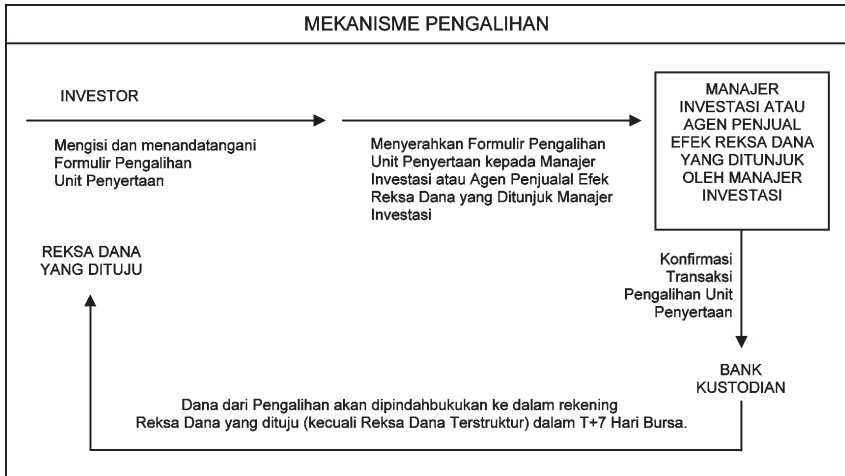 MEKANISME PENGALIHAN
INVESTOR
Mengisi dan menandatangani
Formulir Pengalihan
Unit Penyertaan
Menyerahkan Formulir Pengalihan
Unit Penyertaan kepada Manajer
Investasi atau Agen Penjualal Efek
Reksa Dana yang Ditunjuk Manajer
Investasi
MANAJER
INVESTASI ATAU
AGEN PENJUAL
EFEK REKSA DANA
YANG DITUNJUK
OLEH MANAJER
INVESTASI
Konfirmasi
Transaksi
Pengalihan Unit
Penyertaan
BANK
KUSTODIAN
Dana dari Pengalihan akan dipindahbukukan ke dalam rekening
Reksa Dana yang dituju (kecuali Reksa Dana Terstruktur) dalam T+7 Hari Bursa.
REKSA DANA
YANG DITUJU